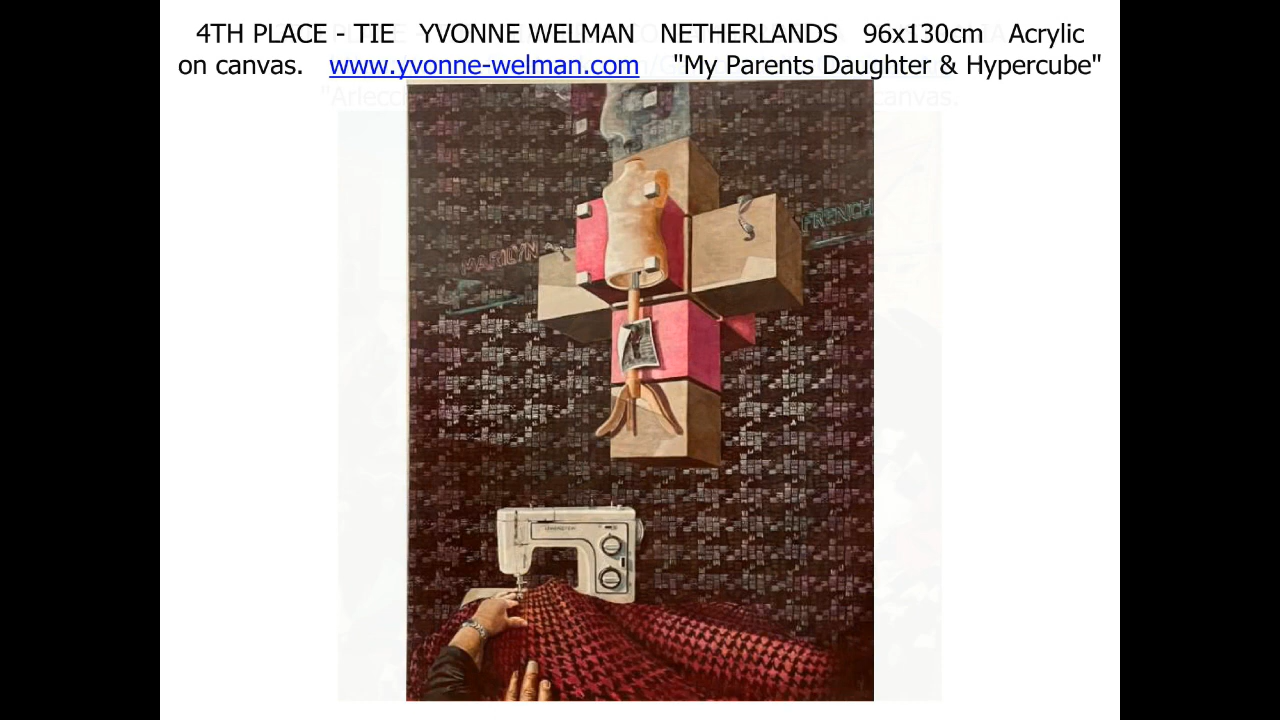 4TH PLACE - TIE YVONNE WELMAN NETHERLANDS 96x130cm Acrylic
on canvas. www.yvonne-welman.com "My Parents Daughter & Hypercube"
FRENCH
MARILYN